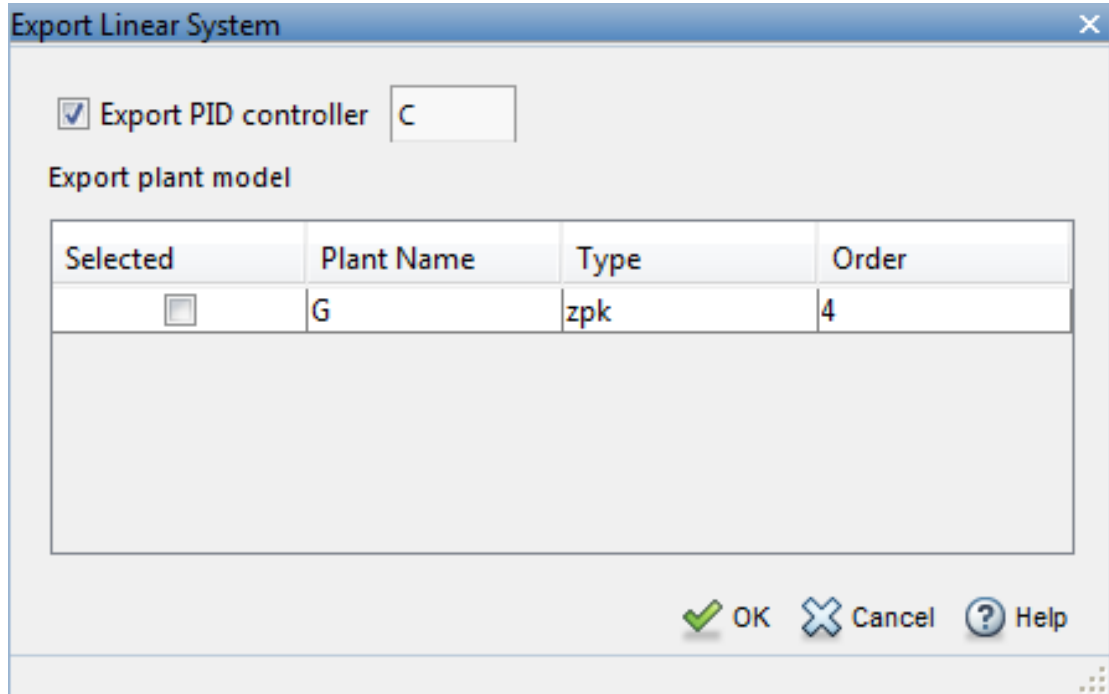 Export Linear System
Export PID controller C
Export plant model
Selected Plant Name Type Order
G zpk 4
OK Cancel Help